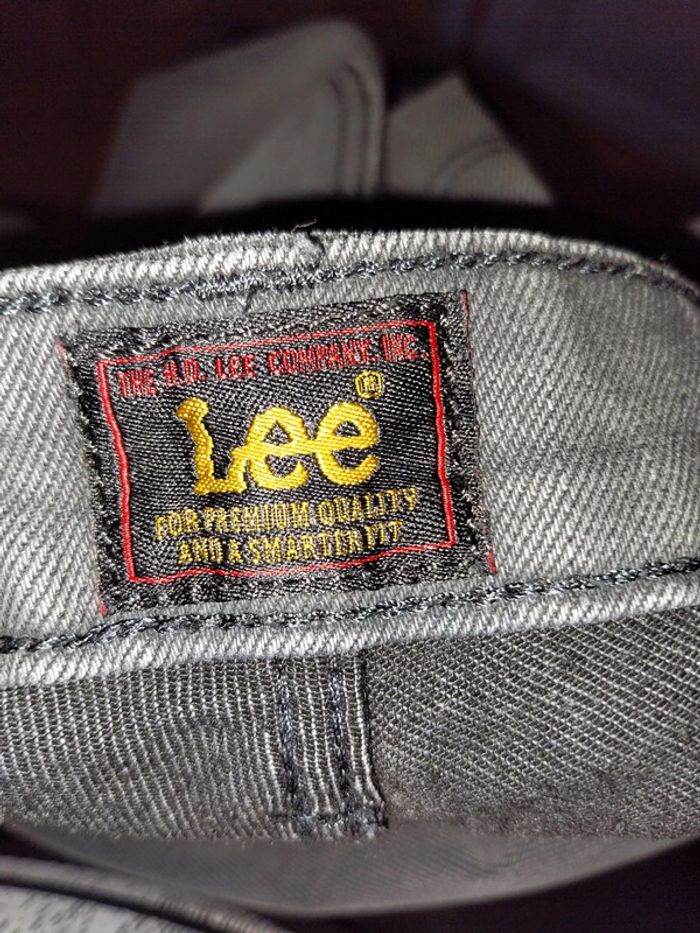 THE H.D. LEE COMPANY, INC.
Lee ®
FOR PREMIUM QUALITY
AND A SMARTER FIT